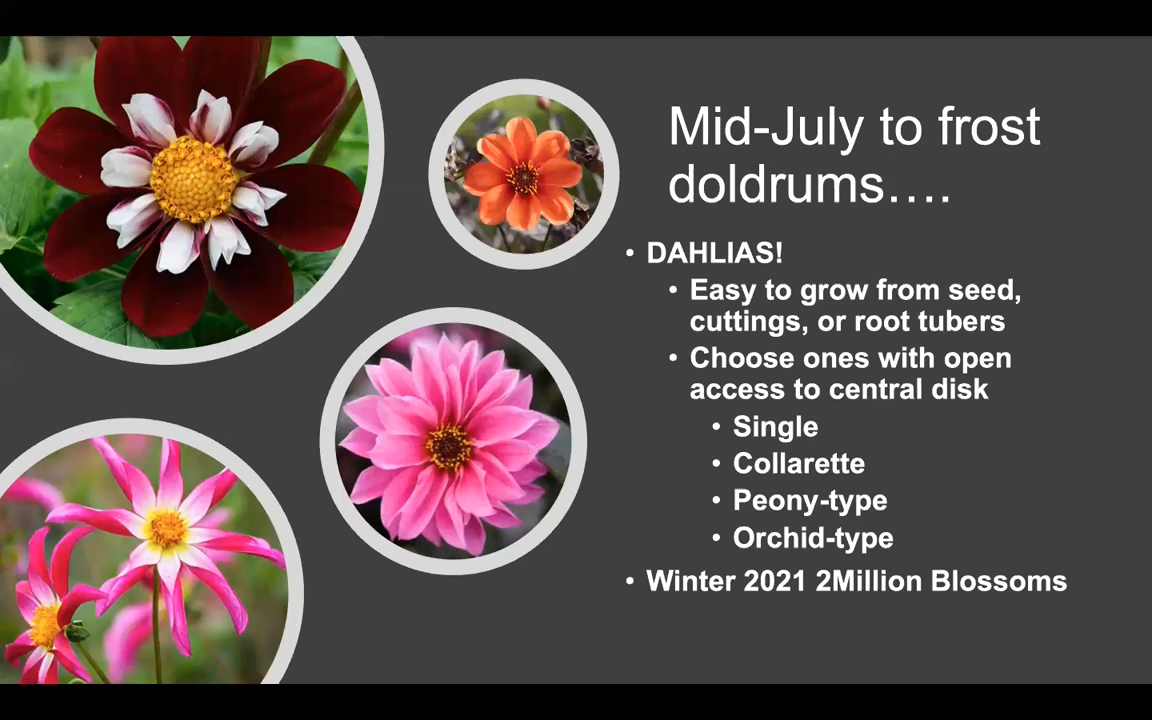 Mid-July to frost
doldrums….
• DAHLIAS!
• Easy to grow from seed,
cuttings, or root tubers
• Choose ones with open
access to central disk
• Single
• Collarette
• Peony-type
• Orchid-type
• Winter 2021 2Million Blossoms